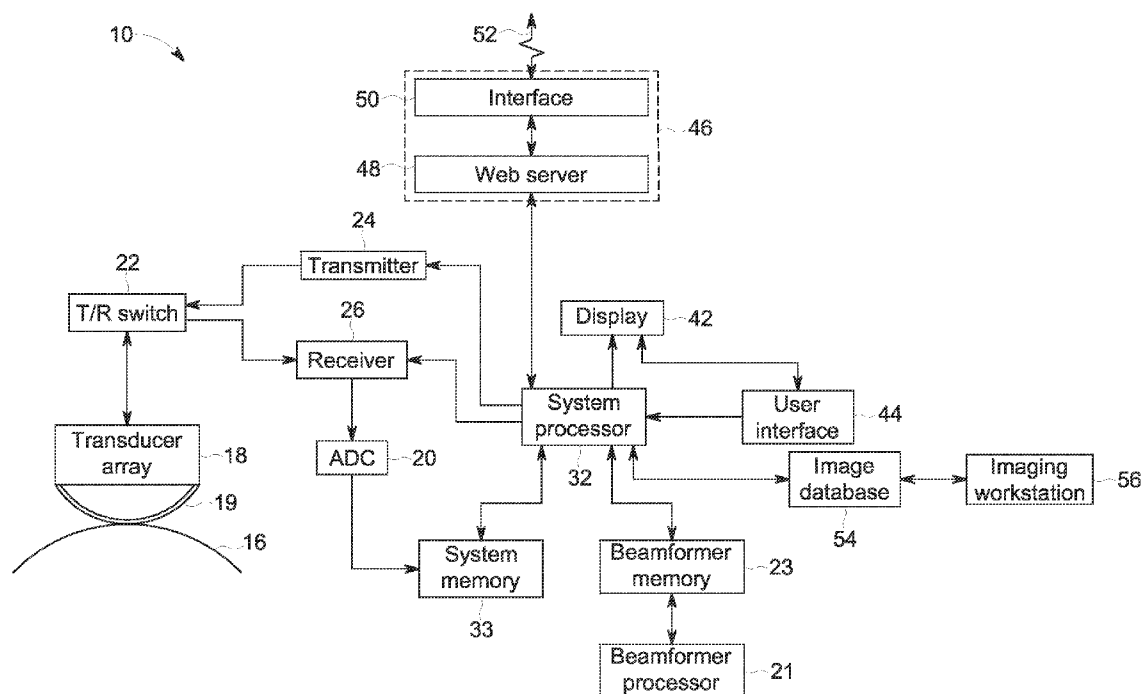 10
52
50
Interface
46
48
Web server
24
Transmitter
22
T/R switch
26
Receiver
Display
42
System
processor
32
User
interface
44
Transducer
array
18
ADC
20
Image
database
54
Imaging
workstation
56
19
16
System
memory
33
Beamformer
memory
23
Beamformer
processor
21